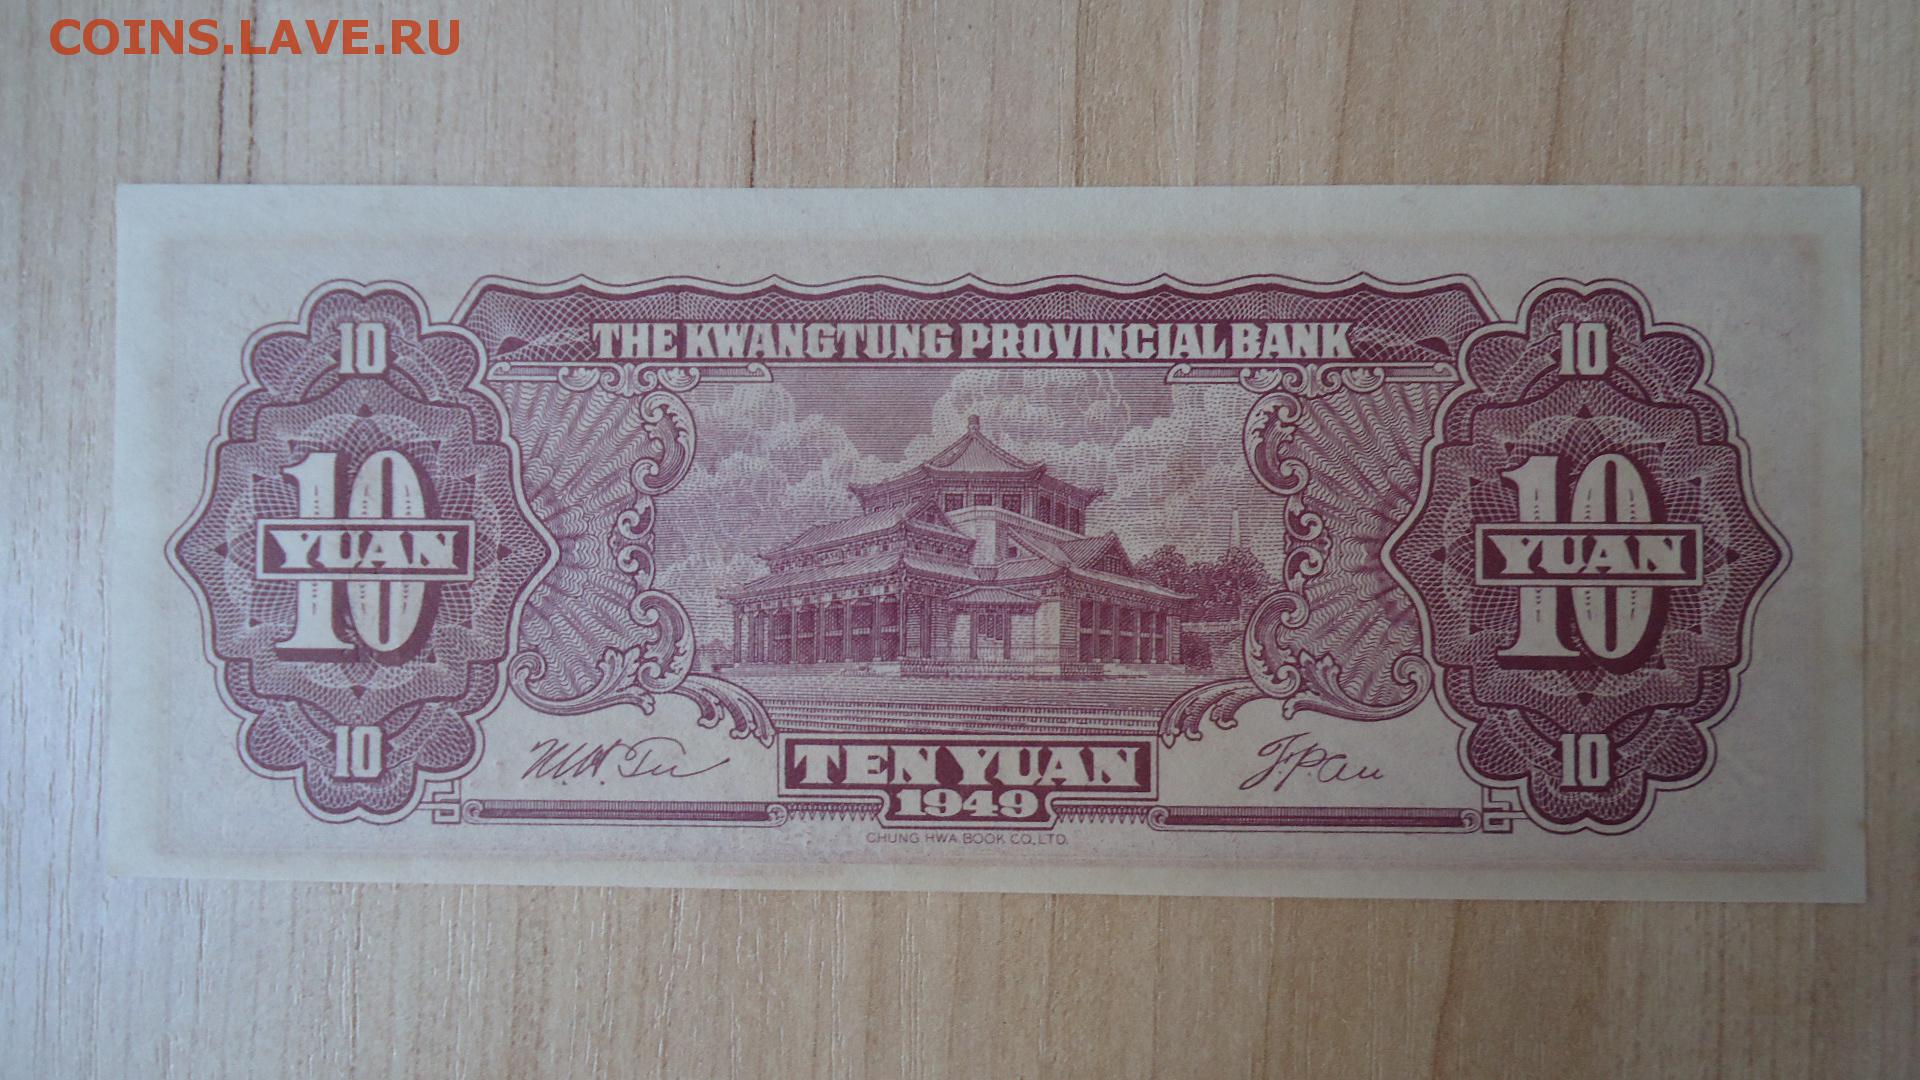 COINS.LAVE.RU
THE KWANGTUNG PROVINCIAL BANK
10
10
10
YUAN
10
YUAN
10
10
TEN YUAN
1949
CHUNG HWA BOOK CO., LTD.